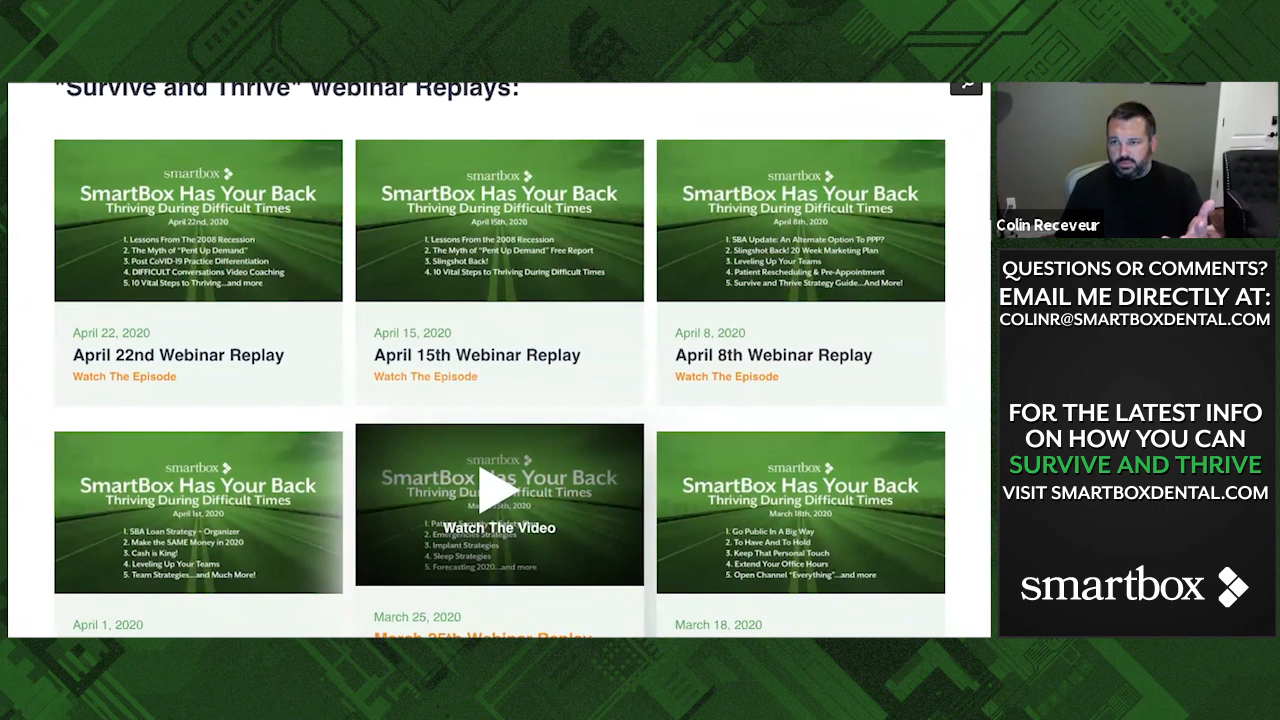 "Survive and Thrive" Webinar Replays:
smartbox
SmartBox Has Your Back
Thriving During Difficult Times
April 22nd, 2020
1. Lessons From The 2008 Recession
2. The Myth of "Pent Up Demand"
3. Post CoVID-19 Practice Differentiation
4. DIFFICULT Conversations Video Coaching
5. 10 Vital Steps to Thriving...and more
April 22, 2020
April 22nd Webinar Replay
Watch The Episode
smartbox
SmartBox Has Your Back
Thriving During Difficult Times
April 15th, 2020
1. Lessons From the 2008 Recession
2. The Myth of "Pent Up Demand" Free Report
3. Slingshot Back!
4. 10 Vital Steps to Thriving During Difficult Times
April 15, 2020
April 15th Webinar Replay
Watch The Episode
smartbox
SmartBox Has Your Back
Thriving During Difficult Times
April 8th, 2020
1. SBA Update: An Alternate Option To PPP?
2. Slingshot Back! 20 Week Marketing Plan
3. Leveling Up Your Teams
4. Patient Rescheduling & Pre-Appointment
5. Survive and Thrive Strategy Guide...And More!
April 8, 2020
April 8th Webinar Replay
Watch The Episode
smartbox
SmartBox Has Your Back
Thriving During Difficult Times
April 1st, 2020
1. SBA Loan Strategy - Organizer
2. Make the SAME Money in 2020
3. Cash is King!
4. Leveling Up Your Teams
5. Team Strategies...and Much More!
April 1, 2020
smartbox
SmartBox Has Your Back
Thriving During Difficult Times
March 25th, 2020
2. Emergencies Strategies
3. Implant Strategies
4. Sleep Strategies
5. Forecasting 2020...and more
Watch The Video
March 25, 2020
March 25th Webinar Replay
smartbox
SmartBox Has Your Back
Thriving During Difficult Times
March 18th, 2020
1. Go Public In A Big Way
2. To Have And To Hold
3. Keep That Personal Touch
4. Extend Your Office Hours
5. Open Channel "Everything"...and more
March 18, 2020
Colin Receveur
QUESTIONS OR COMMENTS?
EMAIL ME DIRECTLY AT:
COLINR@SMARTBOXDENTAL.COM
FOR THE LATEST INFO
ON HOW YOU CAN
SURVIVE AND THRIVE
VISIT SMARTBOXDENTAL.COM
smartbox